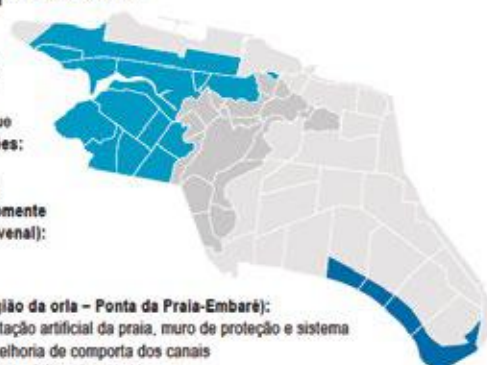 ue
es:
omente
venal):
gião da orla – Ponta da Praia-Embaré):
tação artificial da praia, muro de proteção e sistema
elhoria de comporta dos canais